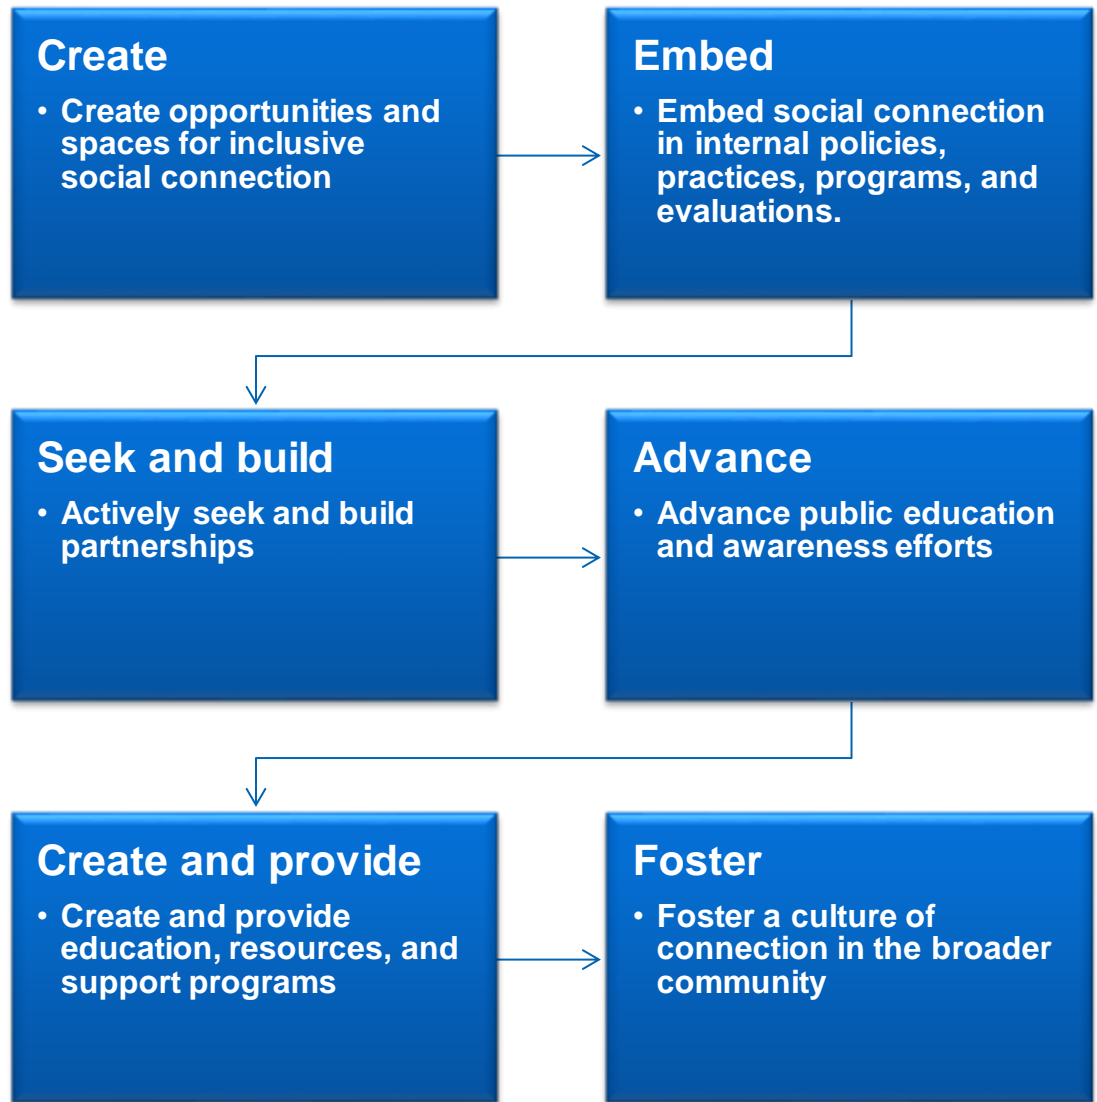 Create
• Create opportunities and
spaces for inclusive
social connection
Embed
• Embed social connection
in internal policies,
practices, programs, and
evaluations.
Seek and build
• Actively seek and build
partnerships
Advance
• Advance public education
and awareness efforts
Create and provide
• Create and provide
education, resources, and
support programs
Foster
• Foster a culture of
connection in the broader
community